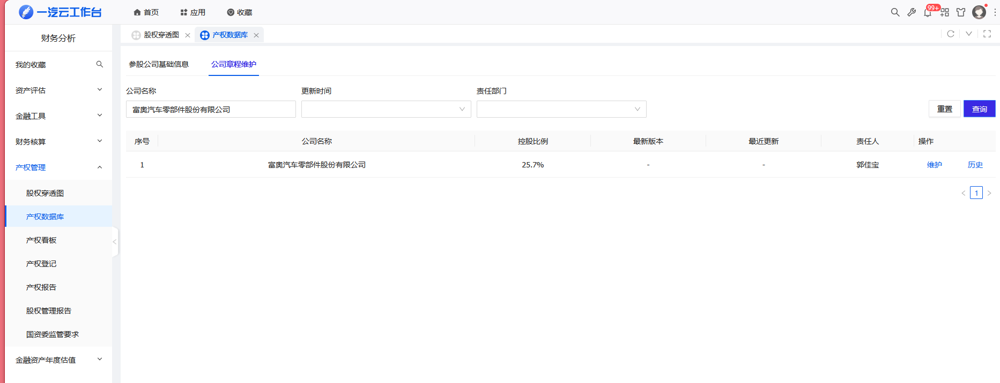 一汽云工作台
首页
应用
收藏
99+
财务分析
股权穿透图
产权数据库
我的收藏
资产评估
金融工具
财务核算
产权管理
股权穿透图
产权数据库
产权看板
产权登记
产权报告
股权管理报告
国资委监管要求
金融资产年度估值
参股公司基础信息
公司章程维护
公司名称
更新时间
责任部门
富奥汽车零部件股份有限公司
重置
查询
序号
公司名称
控股比例
最新版本
最近更新
责任人
操作
1
富奥汽车零部件股份有限公司
25.7%
-
-
郭佳宝
维护
历史
1